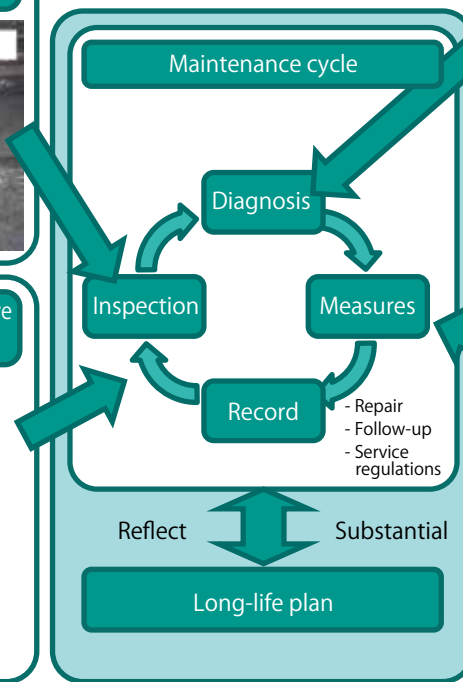 Maintenance cycle
Diagnosis
Inspection
Measures
Record
- Repair
- Follow-up
- Service
regulations
Reflect
Substantial
Long-life plan